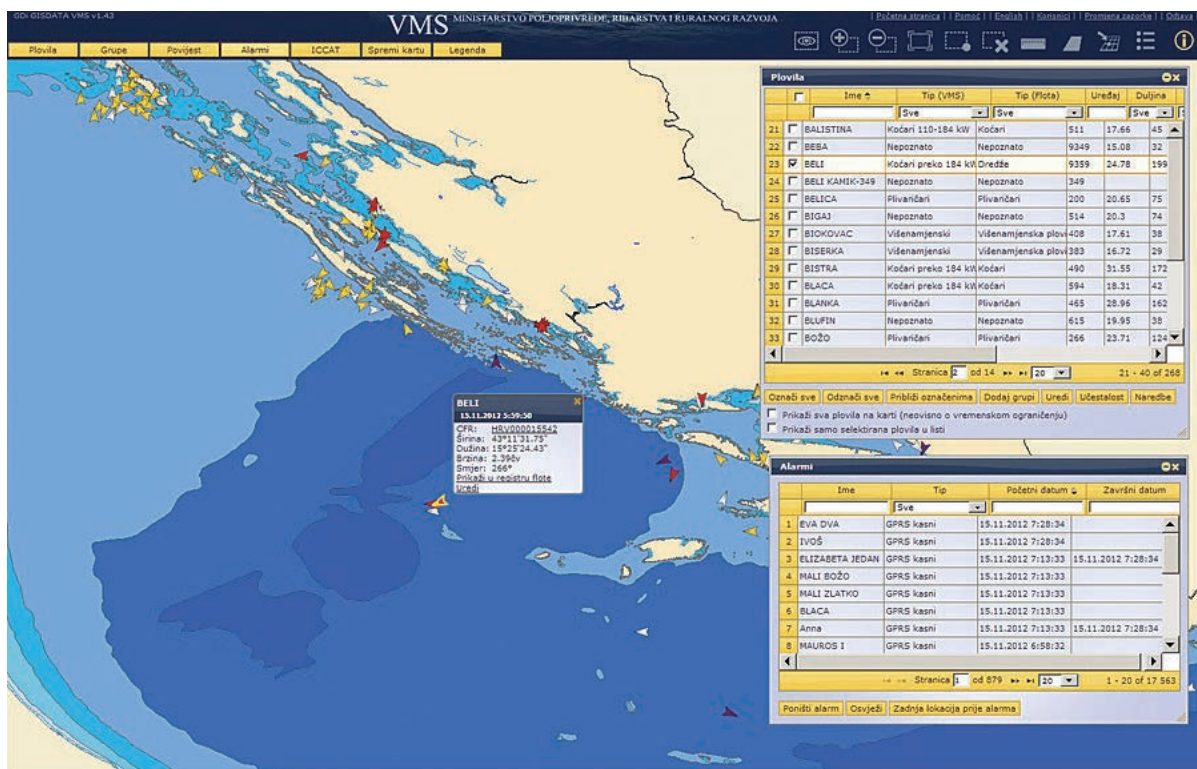 GDi GISDATA VMS v1.43
VMS MINISTARSTVO POLJOPRIVREDE, RIBARSTVA I RURALNOG RAZVOJA
Početna stranica | | Pomoć | | English | | Korisnici | | Promjena zaporke | | Odjava
Plovila Grupe Povijest Alarmi ICCAT Spremi kartu Legenda
Plovila
Ime Tip (VMS) Tip (Flota) Uređaj Duljina
Sve Sve Sve
21 BALISTINA Koćari 110-184 kW Koćari 511 17.66 45
22 BEBA Nepoznato Nepoznato 9349 15.08 32
23 BELI Koćari preko 184 kW Dredže 9359 24.78 199
24 BELI KAMIK-349 Nepoznato Nepoznato 349
25 BELICA Plivaričari Plivaričari 200 20.65 75
26 BIGAJ Nepoznato Nepoznato 514 20.3 74
27 BIOKOVAC Višenamjenski Višenamjenska plovi 408 17.61 38
28 BISERKA Višenamjenski Višenamjenska plovi 383 16.72 29
29 BISTRA Koćari preko 184 kW Koćari 490 31.55 172
30 BLACA Koćari preko 184 kW Koćari 594 18.31 42
31 BLANKA Plivaričari Plivaričari 465 28.96 162
32 BLUFIN Nepoznato Nepoznato 615 19.95 38
33 BOŽO Plivaričari Plivaričari 266 23.71 124
Stranica 2 od 14 20 21 - 40 of 268
Označi sve Odznači sve Približi označenima Dodaj grupi Uredi Učestalost Naredbe
Prikaži sva plovila na karti (neovisno o vremenskom ograničenju)
Prikaži samo selektirana plovila u listi
BELI
15.11.2012 5:59:50
CFR: HRV000015542
Širina: 43°11'31.75"
Dužina: 15°25'24.43"
Brzina: 2.39čv
Smjer: 266°
Prikaži u registru flote
Uredi
Alarmi
Ime Tip Početni datum Završni datum
Sve
1 EVA DVA GPRS kasni 15.11.2012 7:28:34
2 IVOŠ GPRS kasni 15.11.2012 7:28:34
3 ELIZABETA JEDAN GPRS kasni 15.11.2012 7:13:33 15.11.2012 7:28:34
4 MALI BOŽO GPRS kasni 15.11.2012 7:13:33
5 MALI ZLATKO GPRS kasni 15.11.2012 7:13:33
6 BLACA GPRS kasni 15.11.2012 7:13:33
7 Anna GPRS kasni 15.11.2012 7:13:33 15.11.2012 7:28:34
8 MAUROS I GPRS kasni 15.11.2012 6:58:32
Stranica 1 od 879 20 1 - 20 of 17 563
Poništi alarm Osvježi Zadnja lokacija prije alarma